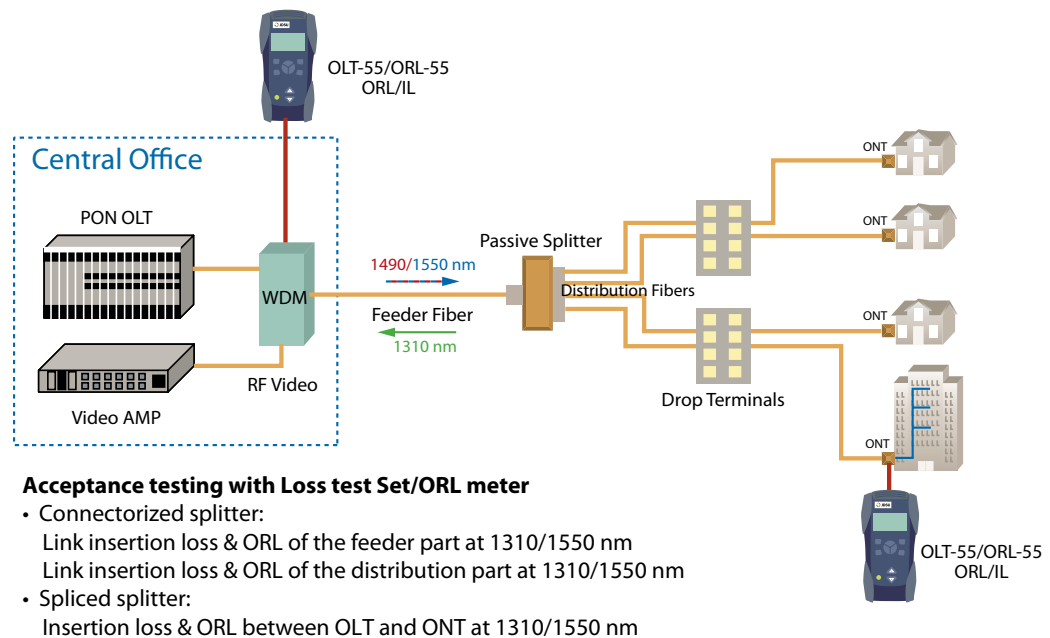 OLT-55/ORL-55
ORL/IL
Central Office
PON OLT
WDM
RF Video
Video AMP
1490/1550 nm
Feeder Fiber
1310 nm
Passive Splitter
Distribution Fibers
Drop Terminals
ONT
ONT
ONT
ONT
OLT-55/ORL-55
ORL/IL
Acceptance testing with Loss test Set/ORL meter
• Connectorized splitter:
Link insertion loss & ORL of the feeder part at 1310/1550 nm
Link insertion loss & ORL of the distribution part at 1310/1550 nm
• Spliced splitter:
Insertion loss & ORL between OLT and ONT at 1310/1550 nm